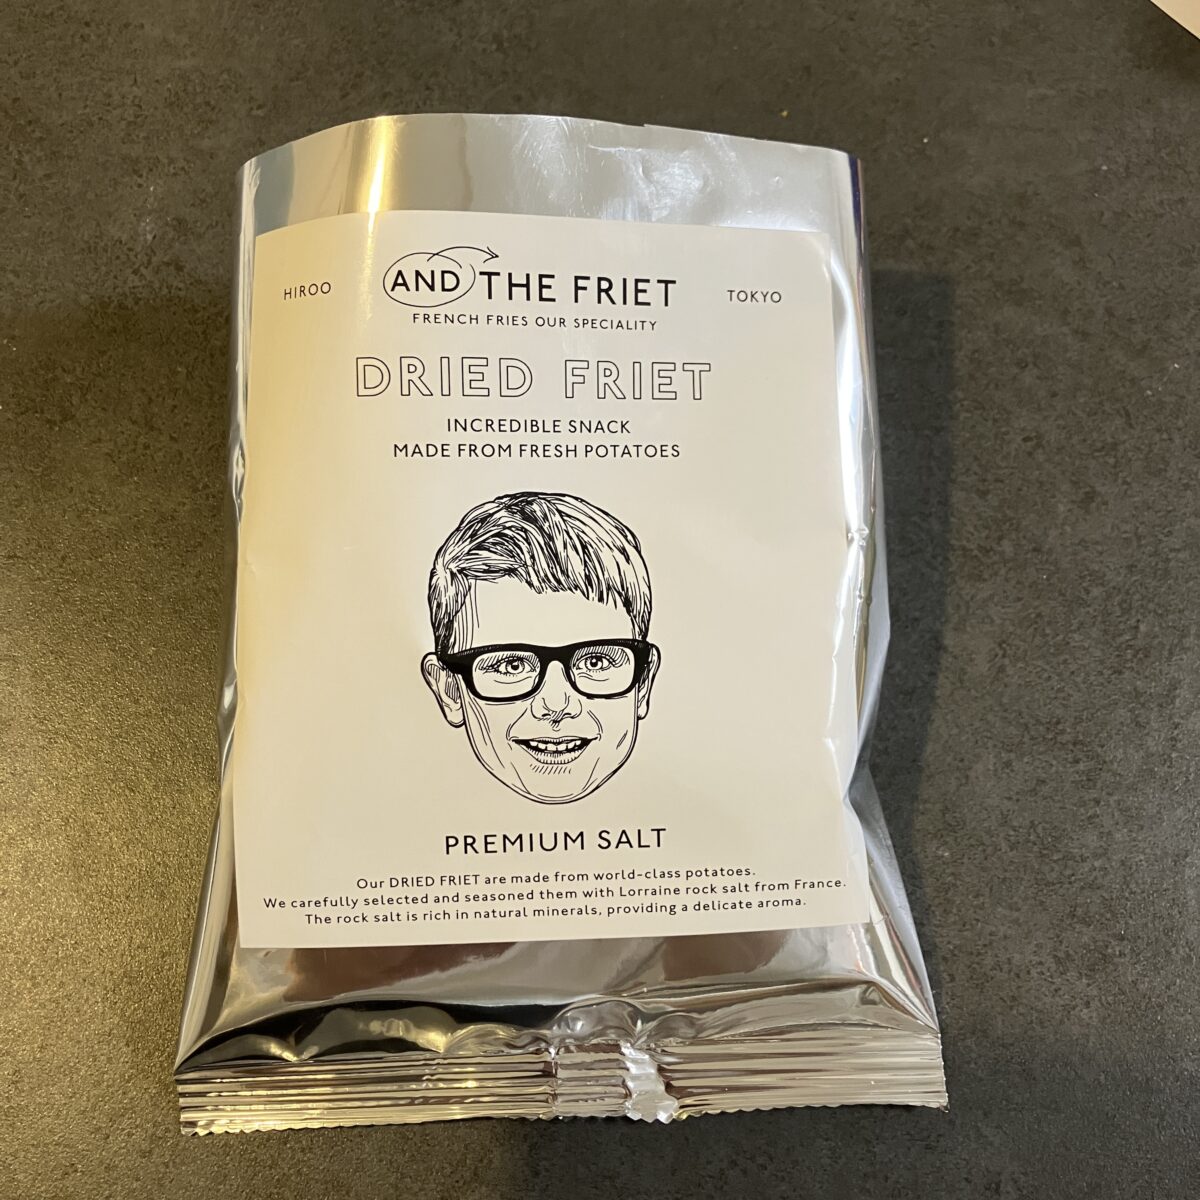 HIROO
AND THE FRIET
TOKYO
FRENCH FRIES OUR SPECIALITY
DRIED FRIET
INCREDIBLE SNACK
MADE FROM FRESH POTATOES
PREMIUM SALT
Our DRIED FRIET are made from world-class potatoes.
We carefully selected and seasoned them with Lorraine rock salt from France.
The rock salt is rich in natural minerals, providing a delicate aroma.